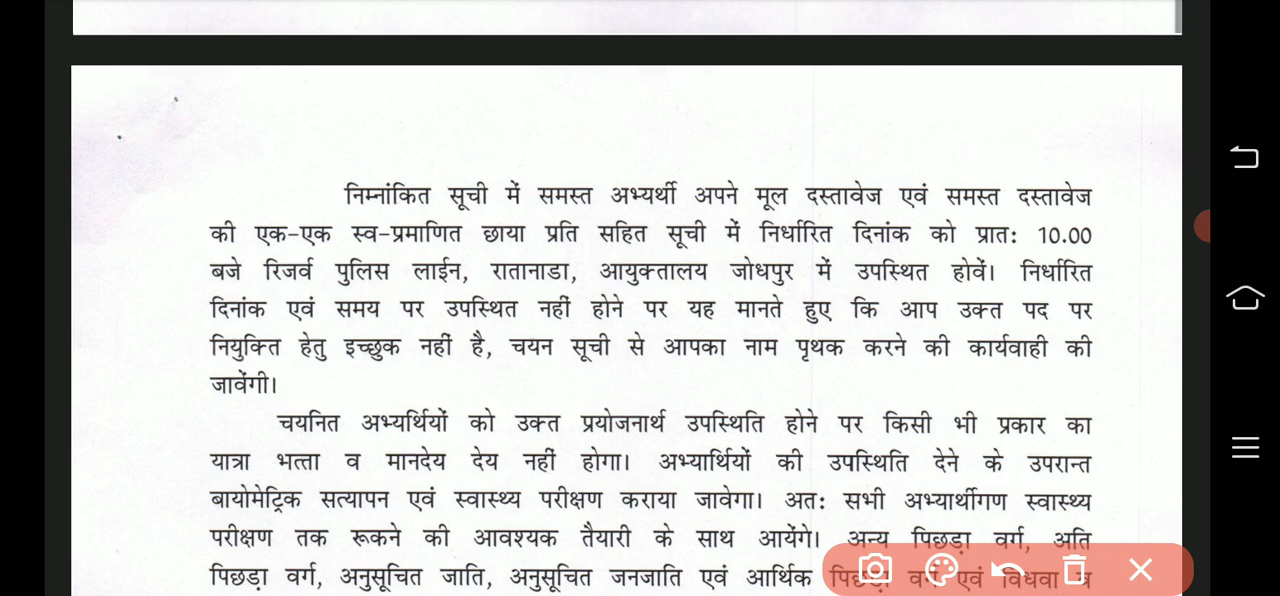 निम्नांकित सूची में समस्त अभ्यर्थी अपने मूल दस्तावेज एवं समस्त दस्तावेज
की एक-एक स्व-प्रमाणित छाया प्रति सहित सूची में निर्धारित दिनांक को प्रातः 10.00
बजे रिजर्व पुलिस लाईन, रातानाडा, आयुक्तालय जोधपुर में उपस्थित होवें। निर्धारित
दिनांक एवं समय पर उपस्थित नहीं होने पर यह मानते हुए कि आप उक्त पद पर
नियुक्ति हेतु इच्छुक नहीं है, चयन सूची से आपका नाम पृथक करने की कार्यवाही की
जावेंगी।
चयनित अभ्यर्थियों को उक्त प्रयोजनार्थ उपस्थिति होने पर किसी भी प्रकार का
यात्रा भत्ता व मानदेय देय नहीं होगा। अभ्यार्थियों की उपस्थिति देने के उपरान्त
बायोमेट्रिक सत्यापन एवं स्वास्थ्य परीक्षण कराया जावेगा। अतः सभी अभ्यार्थीगण स्वास्थ्य
परीक्षण तक रूकने की आवश्यक तैयारी के साथ आयेंगे। अन्य पिछड़ा वर्ग, अति
पिछड़ा वर्ग, अनुसूचित जाति, अनुसूचित जनजाति एवं आर्थिक पिछड़ा वर्ग एवं विधवा व